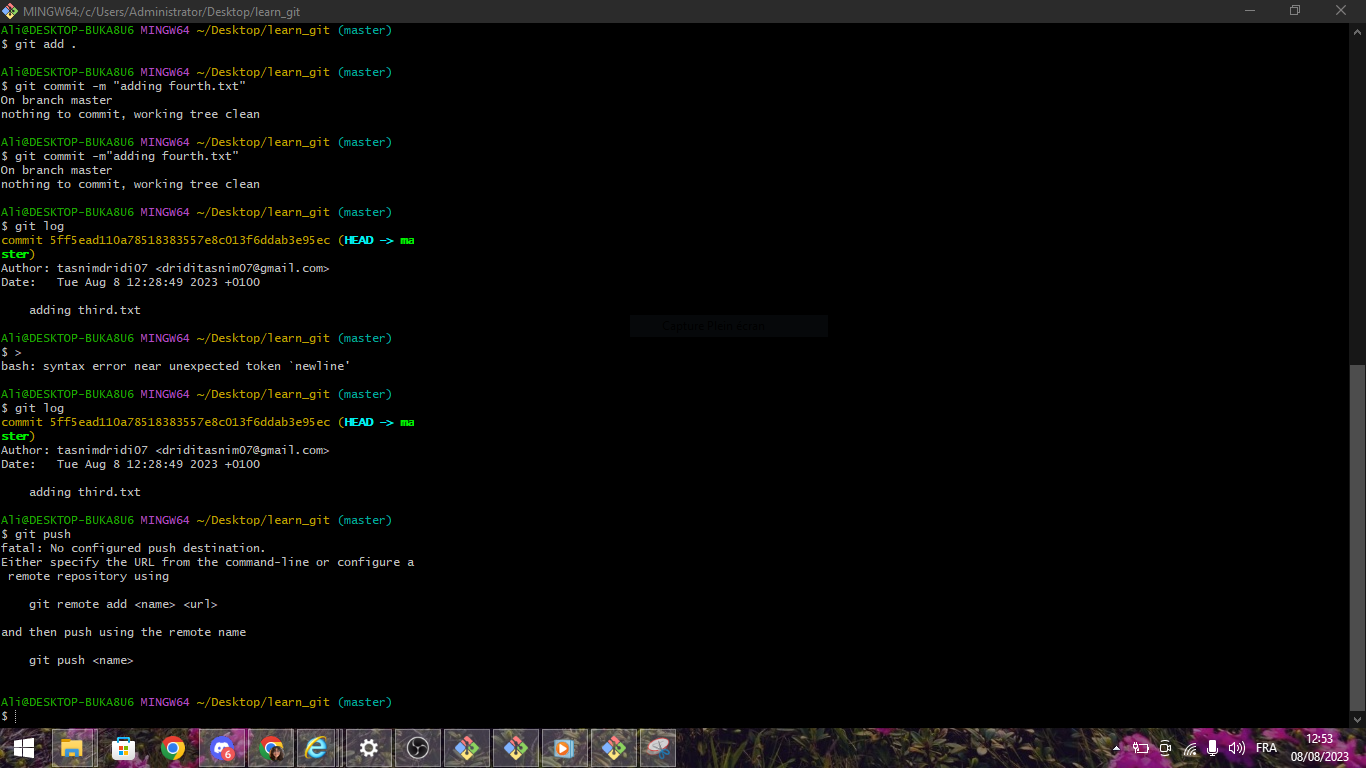 MINGW64:/c/Users/Administrator/Desktop/learn_git
Ali@DESKTOP-BUKA8U6 MINGW64 ~/Desktop/learn_git (master)
$ git add .
Ali@DESKTOP-BUKA8U6 MINGW64 ~/Desktop/learn_git (master)
$ git commit -m "adding fourth.txt"
On branch master
nothing to commit, working tree clean
Ali@DESKTOP-BUKA8U6 MINGW64 ~/Desktop/learn_git (master)
$ git commit -m"adding fourth.txt"
On branch master
nothing to commit, working tree clean
Ali@DESKTOP-BUKA8U6 MINGW64 ~/Desktop/learn_git (master)
$ git log
commit 5ff5ead110a78518383557e8c013f6ddab3e95ec (HEAD -> ma
ster)
Author: tasnimdridi07 <driditasnim07@gmail.com>
Date:   Tue Aug 8 12:28:49 2023 +0100
    adding third.txt
Capture Plein écran
Ali@DESKTOP-BUKA8U6 MINGW64 ~/Desktop/learn_git (master)
$ >
bash: syntax error near unexpected token `newline'
Ali@DESKTOP-BUKA8U6 MINGW64 ~/Desktop/learn_git (master)
$ git log
commit 5ff5ead110a78518383557e8c013f6ddab3e95ec (HEAD -> ma
ster)
Author: tasnimdridi07 <driditasnim07@gmail.com>
Date:   Tue Aug 8 12:28:49 2023 +0100
    adding third.txt
Ali@DESKTOP-BUKA8U6 MINGW64 ~/Desktop/learn_git (master)
$ git push
fatal: No configured push destination.
Either specify the URL from the command-line or configure a
 remote repository using
    git remote add <name> <url>
and then push using the remote name
    git push <name>
Ali@DESKTOP-BUKA8U6 MINGW64 ~/Desktop/learn_git (master)
$
6
FRA
12:53
08/08/2023